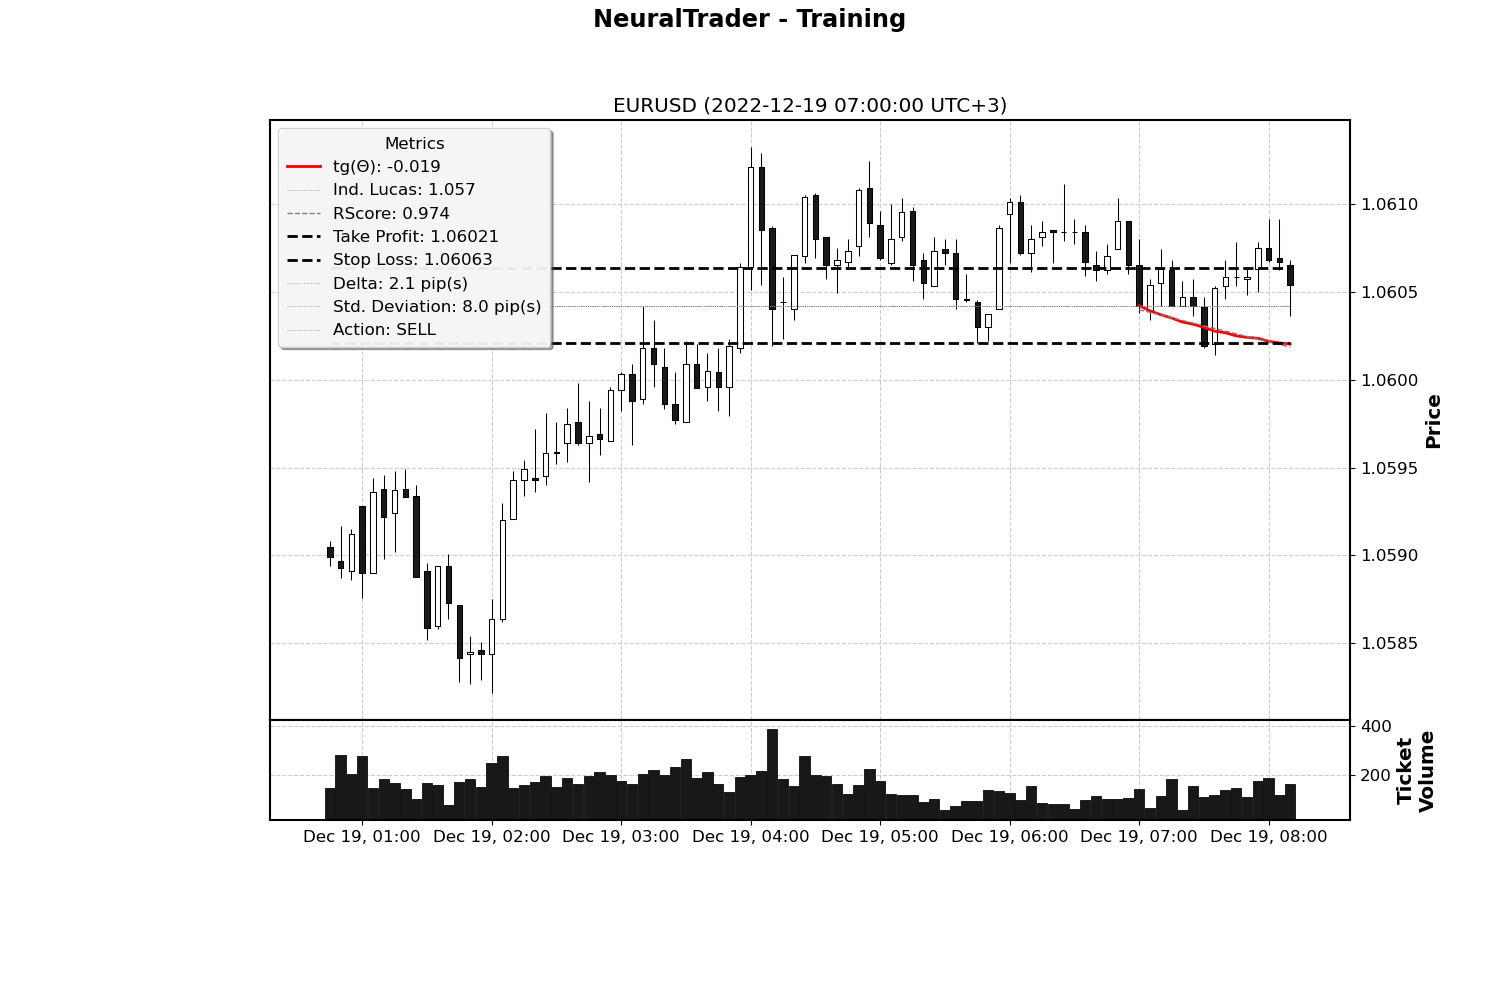 NeuralTrader - Training
EURUSD (2022-12-19 07:00:00 UTC+3)
Metrics
tg(Θ): -0.019
Ind. Lucas: 1.057
RScore: 0.974
Take Profit: 1.06021
Stop Loss: 1.06063
Delta: 2.1 pip(s)
Std. Deviation: 8.0 pip(s)
Action: SELL
1.0610
1.0605
1.0600
1.0595
1.0590
1.0585
Price
400
200
Ticket
Volume
Dec 19, 01:00 Dec 19, 02:00 Dec 19, 03:00 Dec 19, 04:00 Dec 19, 05:00 Dec 19, 06:00 Dec 19, 07:00 Dec 19, 08:00